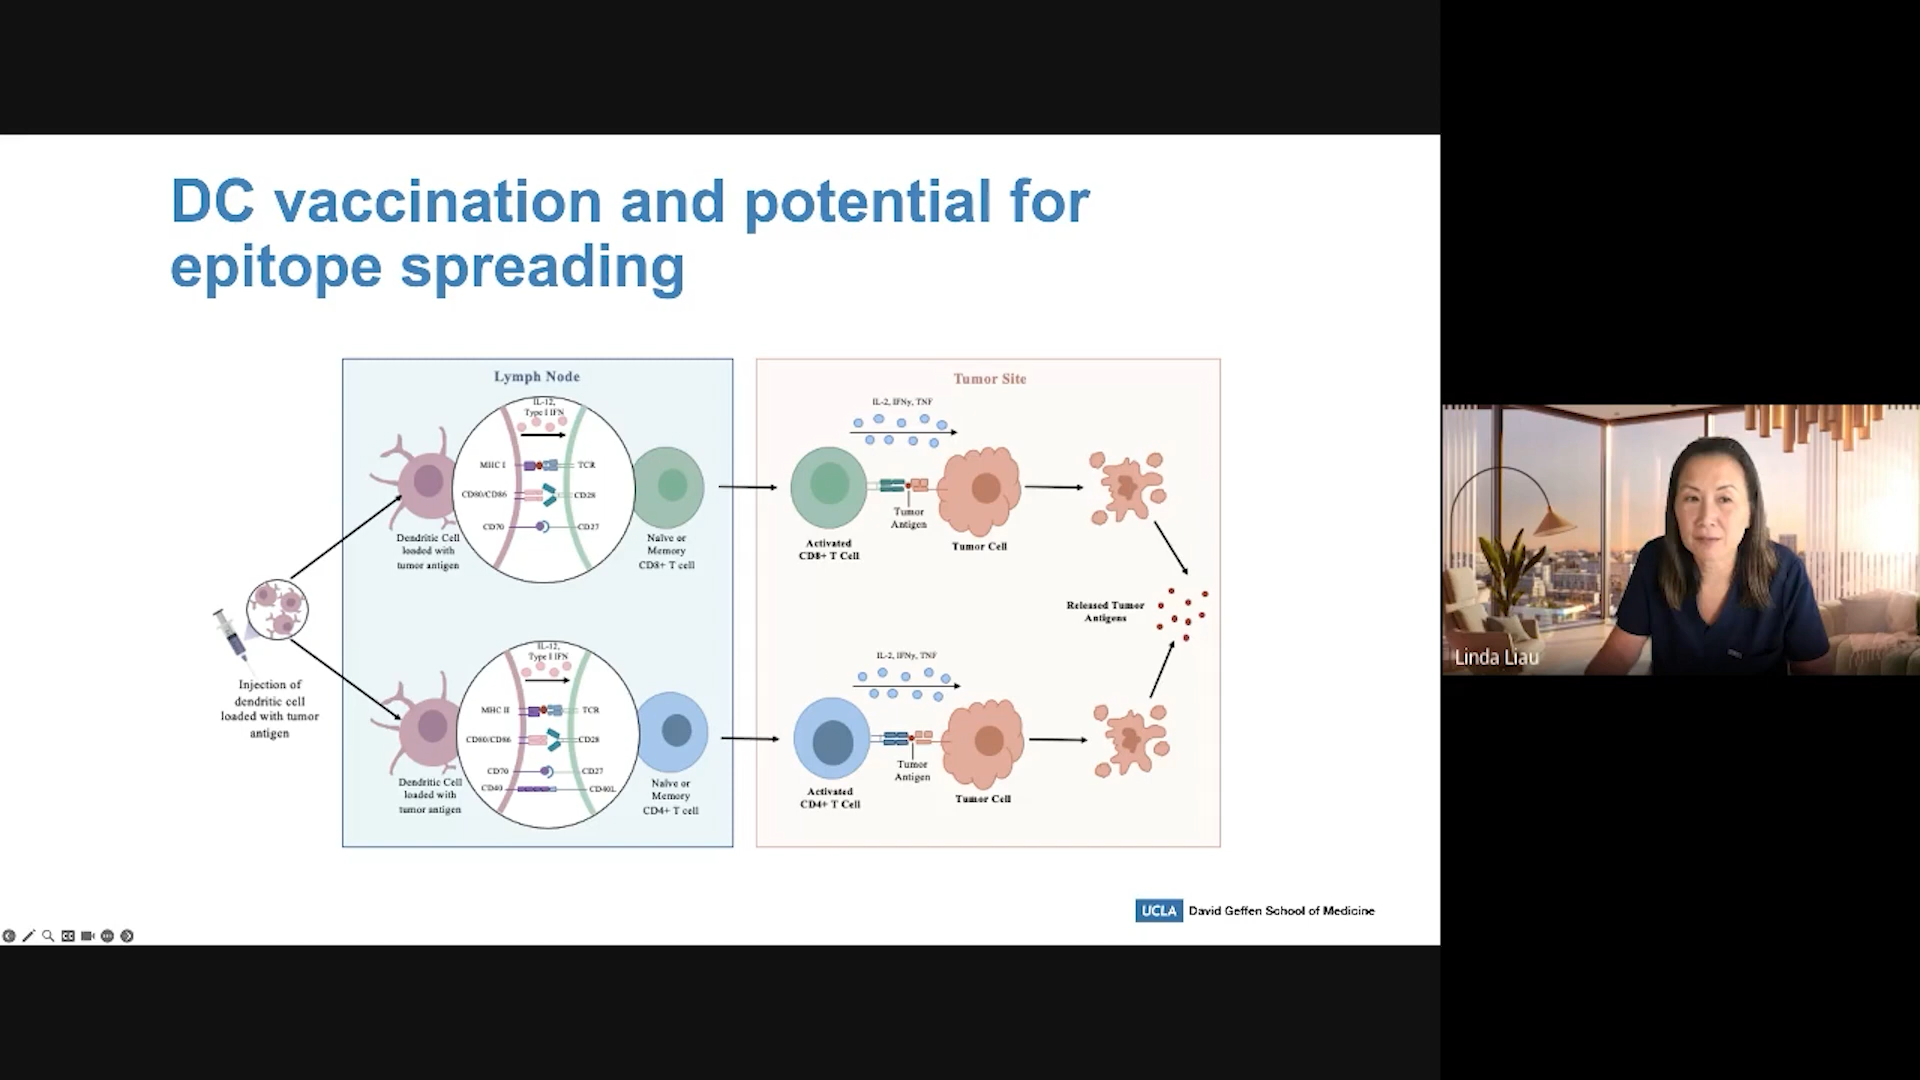 DC vaccination and potential for
epitope spreading
Lymph Node
IL-12,
Type I IFN
MHC I
TCR
CD80/CD86
CD28
CD70
CD27
Dendritic Cell
loaded with
tumor antigen
Naïve or
Memory
CD8+ T cell
Injection of
dendritic cell
loaded with tumor
antigen
IL-12,
Type I IFN
MHC II
TCR
CD80/CD86
CD28
CD70
CD27
CD40
CD40L
Dendritic Cell
loaded with
tumor antigen
Naïve or
Memory
CD4+ T cell
Tumor Site
IL-2, IFNγ, TNF
Tumor
Antigen
Activated
CD8+ T Cell
Tumor Cell
Released Tumor
Antigens
IL-2, IFNγ, TNF
Tumor
Antigen
Activated
CD4+ T Cell
Tumor Cell
UCLA David Geffen School of Medicine
CC
Linda Liau